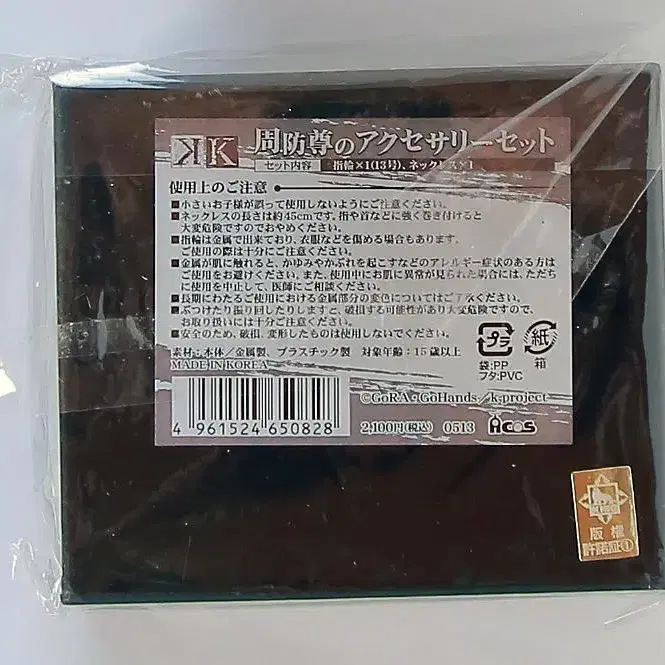 K K 周防尊のアクセサリーセット
セット内容 指輪×1(13号)、ネックレス×1
使用上のご注意
■小さいお子様が誤って使用しないようにご注意ください。
■ネックレスの長さは約45cmです。指や首などに強く巻き付けると
大変危険ですのでおやめください。
■指輪は金属で出来ており、衣服などを傷める場合もあります。
ご使用の際は十分にご注意ください。
■金属が肌に触れると、かゆみやかぶれを起こすなどのアレルギー症状のある方は
ご使用をお避けください。また、使用中にお肌に異常が見られた場合には、ただち
に使用を中止して、医師にご相談ください。
■長期にわたるご使用における金属部分の変色についてはご了承ください。
■ぶつけたり振り回したりしますと、破損する可能性があり大変危険ですので、
お取り扱いには十分ご注意ください。
■安全のため、破損、変形したものは使用しないでください。
素材：本体／金属製、プラスチック製 対象年齢：15歳以上
MADE IN KOREA
プラ
紙
袋:PP
フタ:PVC
箱
©GoRA・GoHands／k-project
4 961524 650828
2,100円(税込) 0513 ACOS
版権
許諾証①